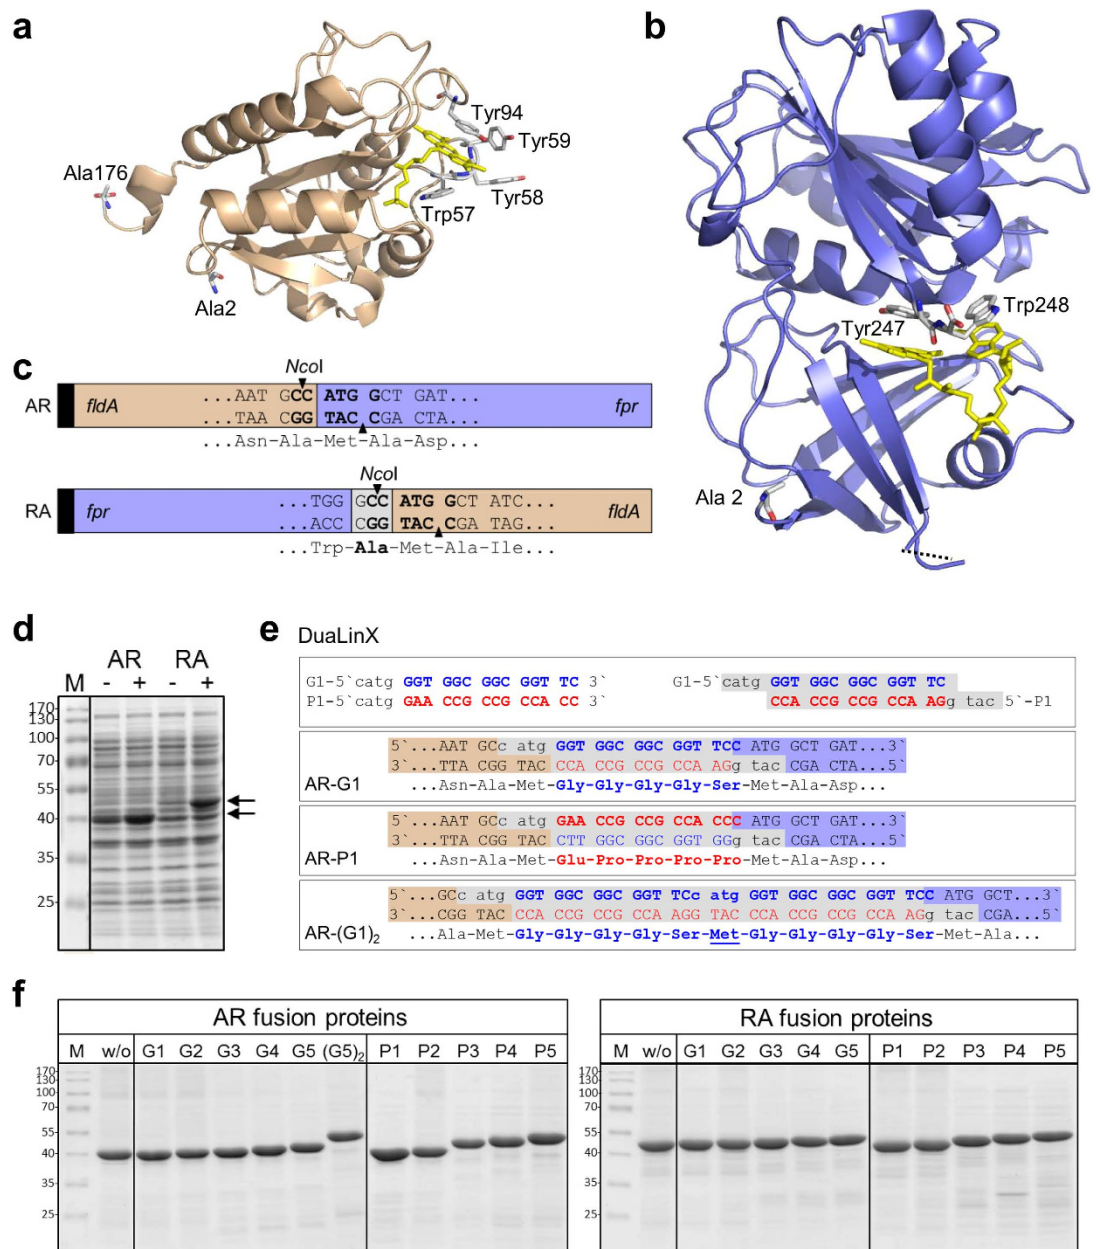 a
Tyr94
Tyr59
Ala176
Tyr58
Trp57
Ala2
b
Trp248
Tyr247
Ala 2
c
NcoI
AR
fldA
...AAT GCC ATG GCT GAT...
fpr
...TAA CGG TAC CGA CTA...
...Asn-Ala-Met-Ala-Asp...
NcoI
RA
fpr
...TGG GCC ATG GCT ATC...
fldA
...ACC CGG TAC CGA TAG...
...Trp-Ala-Met-Ala-Ile...
d
AR RA
M - + - +
170
130
100
70
55
40
35
25
e DuaLinX
G1-5`catg GGT GGC GGC GGT TC 3`
P1-5`catg GAA CCG CCG CCA CC 3`
G1-5`catg GGT GGC GGC GGT TC
CCA CCG CCG CCA AGg tac 5`-P1
5`...AAT GCc atg GGT GGC GGC GGT TCC ATG GCT GAT...3`
3`...TTA CGG TAC CCA CCG CCG CCA AGg tac CGA CTA...5`
AR-G1
...Asn-Ala-Met-Gly-Gly-Gly-Gly-Ser-Met-Ala-Asp...
5`...AAT GCc atg GAA CCG CCG CCA CCC ATG GCT GAT...3`
3`...TTA CGG TAC CTT GGC GGC GGT GGg tac CGA CTA...5`
AR-P1
...Asn-Ala-Met-Glu-Pro-Pro-Pro-Pro-Met-Ala-Asp...
5`...GCc atg GGT GGC GGC GGT TCc atg GGT GGC GGC GGT TCC ATG GCT...3`
3`...CGG TAC CCA CCG CCG CCA AGG TAC CCA CCG CCG CCA AGg tac CGA...5`
AR-(G1)2
...Ala-Met-Gly-Gly-Gly-Gly-Ser-Met-Gly-Gly-Gly-Gly-Ser-Met-Ala...
f
AR fusion proteins
M w/o G1 G2 G3 G4 G5 (G5)2 P1 P2 P3 P4 P5
170
130
100
70
55
40
35
25
RA fusion proteins
M w/o G1 G2 G3 G4 G5 P1 P2 P3 P4 P5
170
130
100
70
55
40
35
25